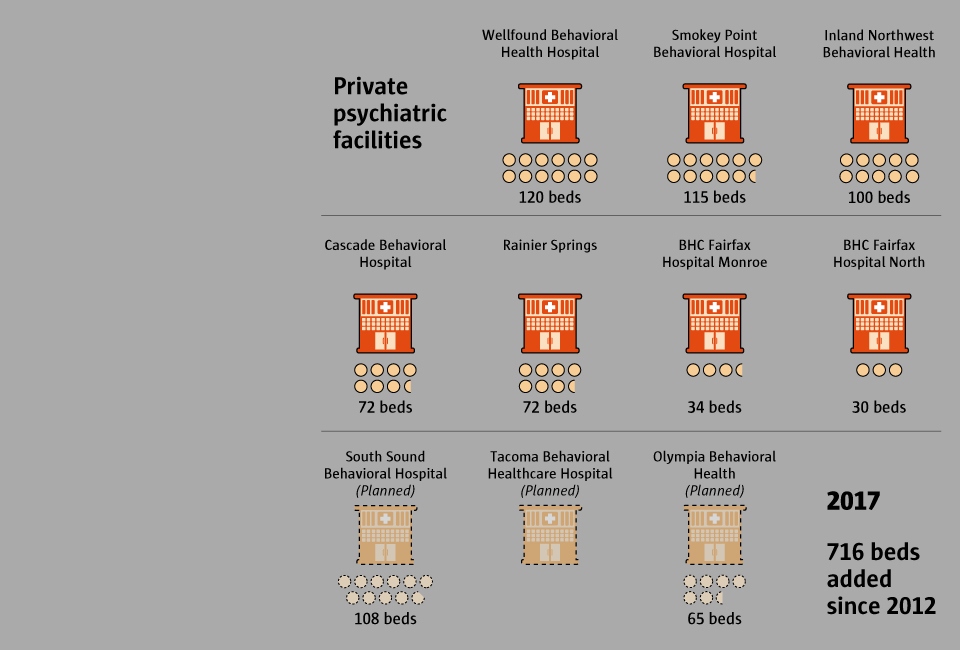 Private
psychiatric
facilities
Wellfound Behavioral
Health Hospital
120 beds
Smokey Point
Behavioral Hospital
115 beds
Inland Northwest
Behavioral Health
100 beds
Cascade Behavioral
Hospital
72 beds
Rainier Springs
72 beds
BHC Fairfax
Hospital Monroe
34 beds
BHC Fairfax
Hospital North
30 beds
South Sound
Behavioral Hospital
(Planned)
108 beds
Tacoma Behavioral
Healthcare Hospital
(Planned)
Olympia Behavioral
Health
(Planned)
65 beds
2017
716 beds
added
since 2012